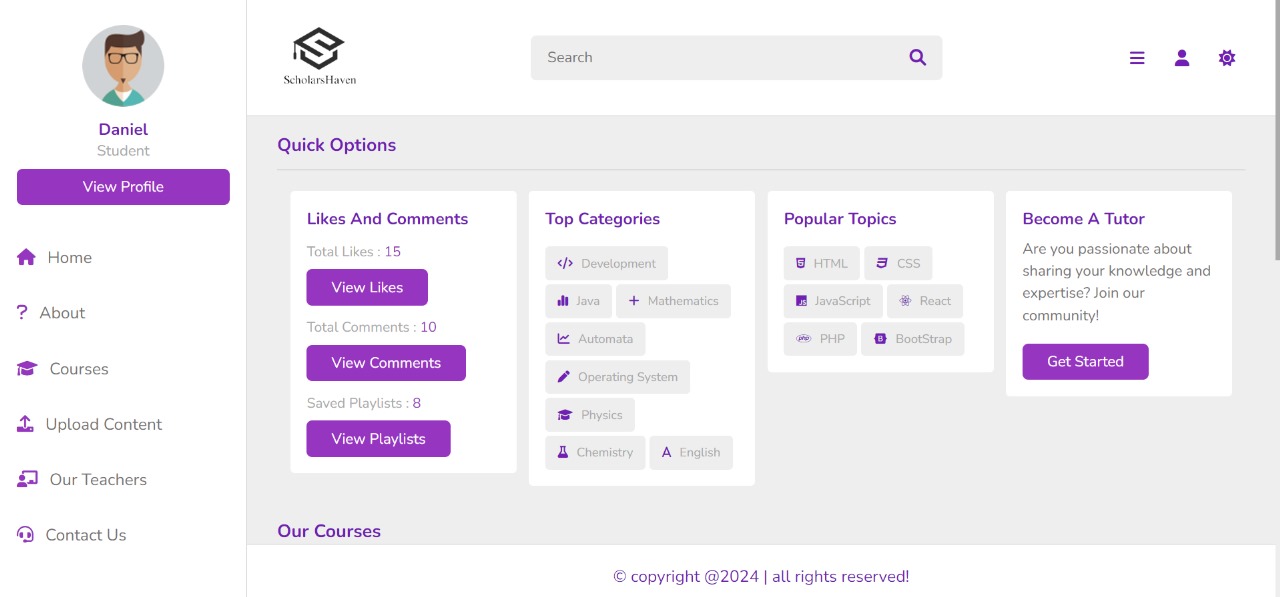 Daniel
Student
View Profile
Home
About
Courses
Upload Content
Our Teachers
Contact Us
ScholarsHaven
Search
Quick Options
Likes And Comments
Total Likes : 15
View Likes
Total Comments : 10
View Comments
Saved Playlists : 8
View Playlists
Top Categories
Development
Java
Mathematics
Automata
Operating System
Physics
Chemistry
English
Popular Topics
HTML
CSS
JavaScript
React
PHP
BootStrap
Become A Tutor
Are you passionate about
sharing your knowledge and
expertise? Join our
community!
Get Started
Our Courses
© copyright @2024 | all rights reserved!